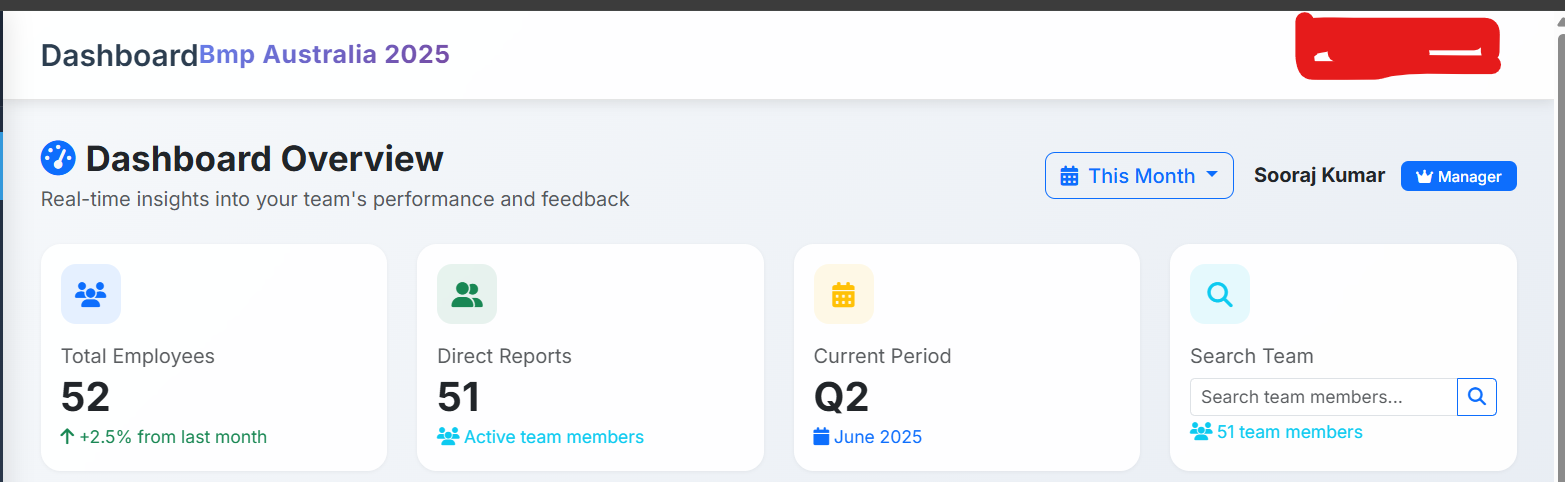 DashboardBmp Australia 2025
Dashboard Overview
Real-time insights into your team's performance and feedback
This Month
Sooraj Kumar
Manager
Total Employees
52
+2.5% from last month
Direct Reports
51
Active team members
Current Period
Q2
June 2025
Search Team
Search team members...
51 team members